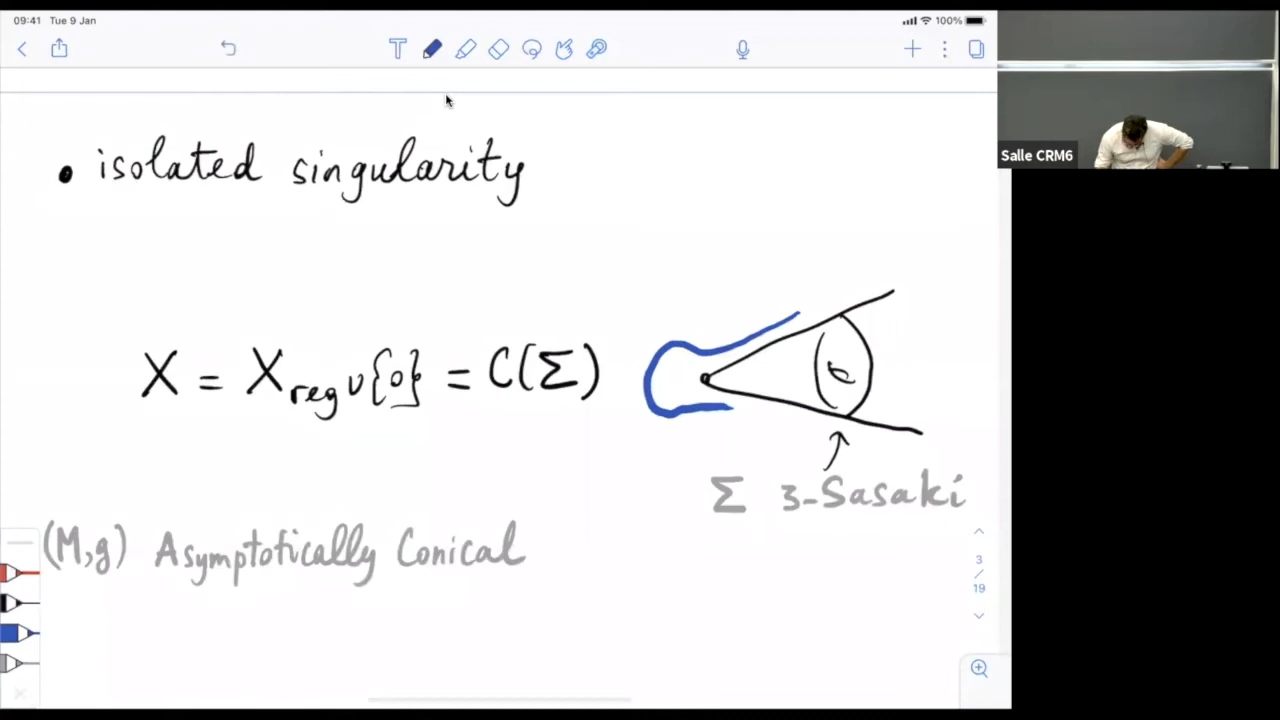 09:41 Tue 9 Jan
100%
• isolated singularity
Salle CRM6
X = X_reg ∪ {0} = C(Σ)
Σ 3-Sasaki
(M,g) Asymptotically Conical
3
/
19